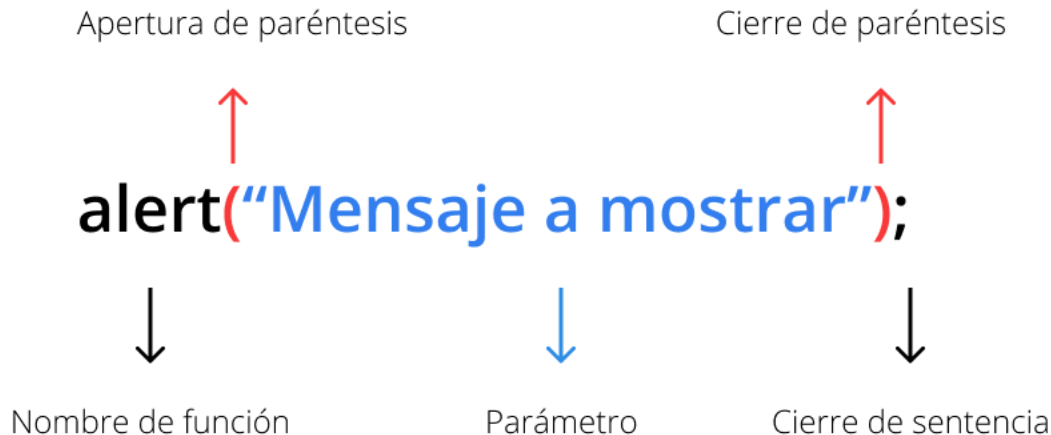 Apertura de paréntesis
Cierre de paréntesis
alert(“Mensaje a mostrar”);
Nombre de función
Parámetro
Cierre de sentencia